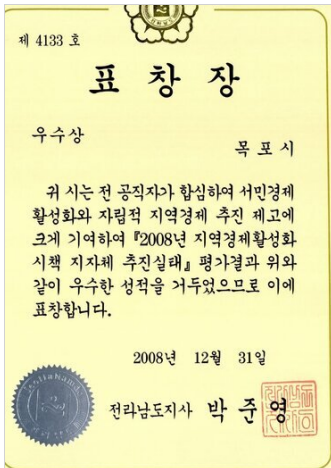 제 4133 호
표 창 장
우수상
목 포 시
귀 시는 전 공직자가 합심하여 서민경제
활성화와 자립적 지역경제 추진 제고에
크게 기여하여 『2008년 지역경제활성화
시책 지자체 추진실태』 평가결과 위와
같이 우수한 성적을 거두었으므로 이에
표창합니다.
2008년 12월 31일
전라남도지사 박 준 영